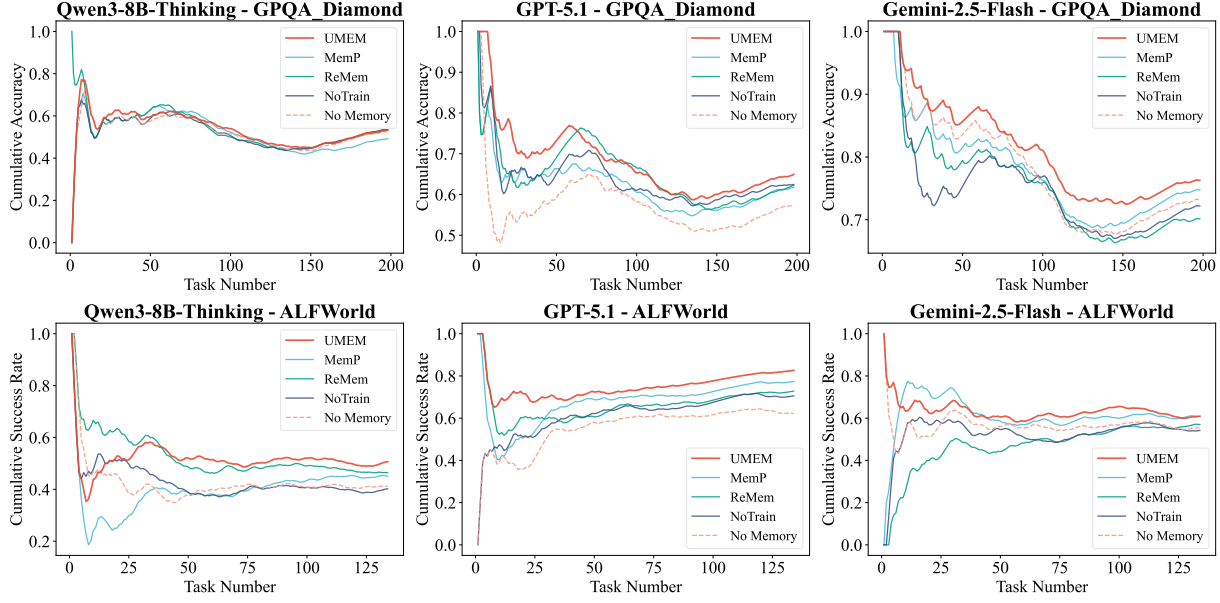 Qwen3-8B-Thinking - GPQA_Diamond
Cumulative Accuracy
1.0
0.8
0.6
0.4
0.2
0.0
UMEM
MemP
ReMem
NoTrain
No Memory
0 50 100 150 200
Task Number
GPT-5.1 - GPQA_Diamond
Cumulative Accuracy
1.0
0.9
0.8
0.7
0.6
0.5
UMEM
MemP
ReMem
NoTrain
No Memory
0 50 100 150 200
Task Number
Gemini-2.5-Flash - GPQA_Diamond
Cumulative Accuracy
1.0
0.9
0.8
0.7
UMEM
MemP
ReMem
NoTrain
No Memory
0 50 100 150 200
Task Number
Qwen3-8B-Thinking - ALFWorld
Cumulative Success Rate
1.0
0.8
0.6
0.4
0.2
UMEM
MemP
ReMem
NoTrain
No Memory
0 25 50 75 100 125
Task Number
GPT-5.1 - ALFWorld
Cumulative Success Rate
1.0
0.8
0.6
0.4
0.2
0.0
UMEM
MemP
ReMem
NoTrain
No Memory
0 25 50 75 100 125
Task Number
Gemini-2.5-Flash - ALFWorld
Cumulative Success Rate
1.0
0.8
0.6
0.4
0.2
0.0
UMEM
MemP
ReMem
NoTrain
No Memory
0 25 50 75 100 125
Task Number